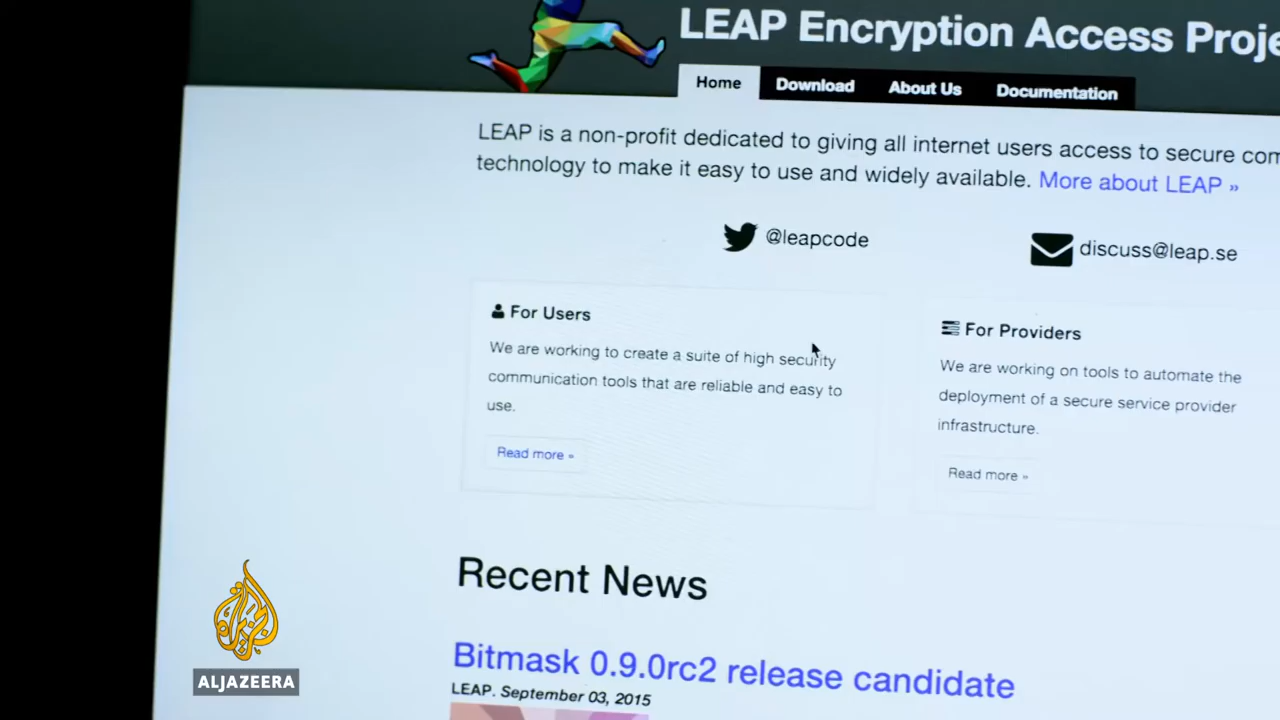 LEAP Encryption Access
Home Download About Us Documentation
LEAP is a non-profit dedicated to giving all internet users access to secure
technology to make it easy to use and widely available. More about LEAP »
@leapcode discuss@leap.se
For Users
We are working to create a suite of high security
communication tools that are reliable and easy to
use.
Read more »
For Providers
We are working on tools to automate the
deployment of a secure service provider
infrastructure.
Read more »
Recent News
Bitmask 0.9.0rc2 release candidate
LEAP. September 03, 2015
ALJAZEERA